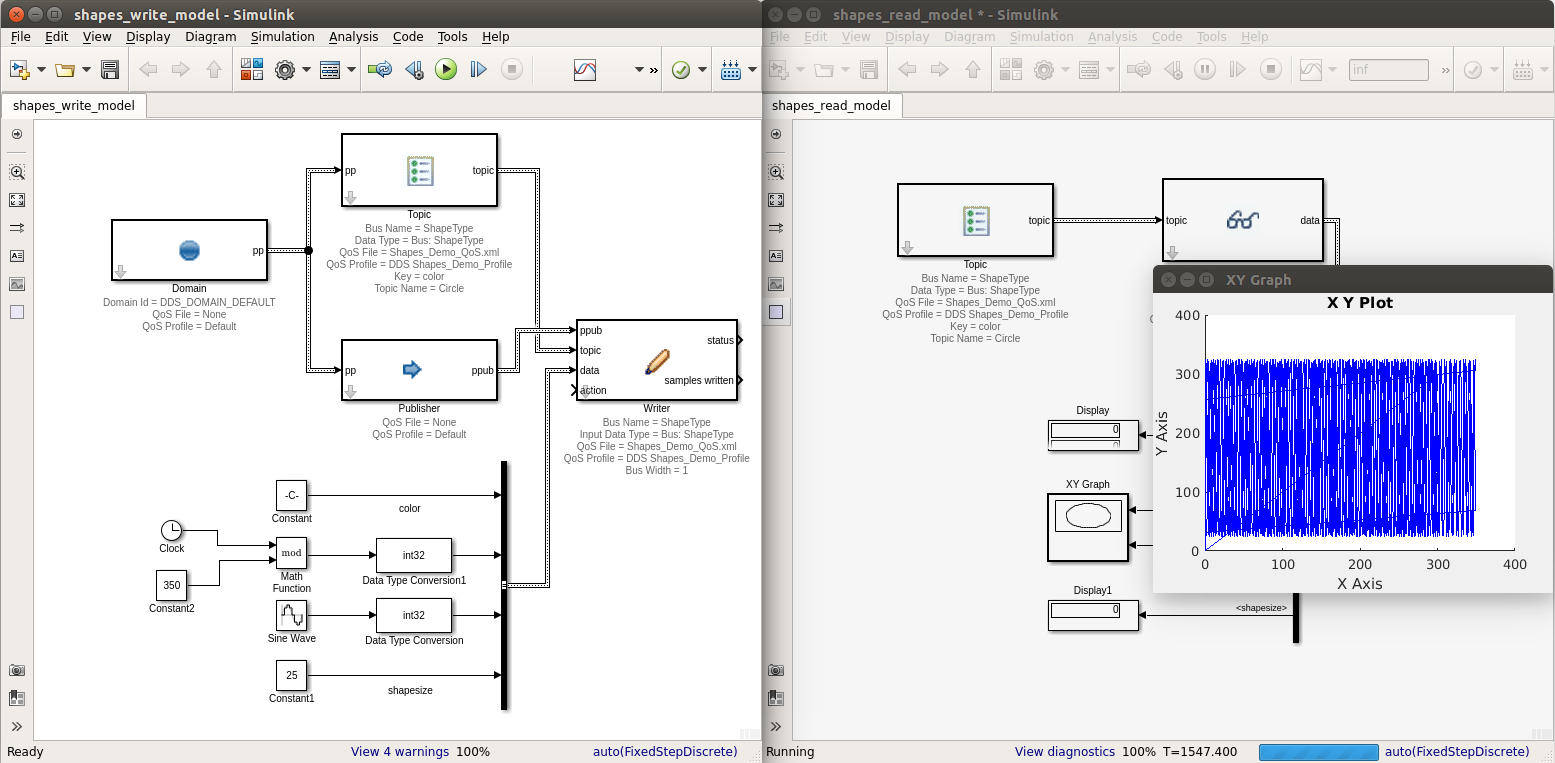 shapes_write_model - Simulink
File Edit View Display Diagram Simulation Analysis Code Tools Help
»
shapes_write_model
pp
topic
Topic
Bus Name = ShapeType
Data Type = Bus: ShapeType
QoS File = Shapes_Demo_QoS.xml
QoS Profile = DDS Shapes_Demo_Profile
Key = color
Topic Name = Circle
pp
Domain
Domain Id = DDS_DOMAIN_DEFAULT
QoS File = None
QoS Profile = Default
pp
ppub
Publisher
QoS File = None
QoS Profile = Default
ppub
topic
data
action
status
samples written
Writer
Bus Name = ShapeType
Input Data Type = Bus: ShapeType
QoS File = Shapes_Demo_QoS.xml
QoS Profile = DDS Shapes_Demo_Profile
Bus Width = 1
-C-
Constant
color
Clock
mod
Math
Function
int32
Data Type Conversion1
350
Constant2
Sine Wave
int32
Data Type Conversion
25
Constant1
shapesize
Ready
View 4 warnings
100%
auto(FixedStepDiscrete)
shapes_read_model * - Simulink
File Edit View Display Diagram Simulation Analysis Code Tools Help
inf
»
shapes_read_model
topic
Topic
Bus Name = ShapeType
Data Type = Bus: ShapeType
QoS File = Shapes_Demo_QoS.xml
QoS Profile = DDS Shapes_Demo_Profile
Key = color
Topic Name = Circle
topic
data
XY Graph
X Y Plot
400
300
200
100
0
Y Axis
0 100 200 300 400
X Axis
Display
0
XY Graph
Display1
0
<shapesize>
Running
View diagnostics
100%
T=1547.400
auto(FixedStepDiscrete)